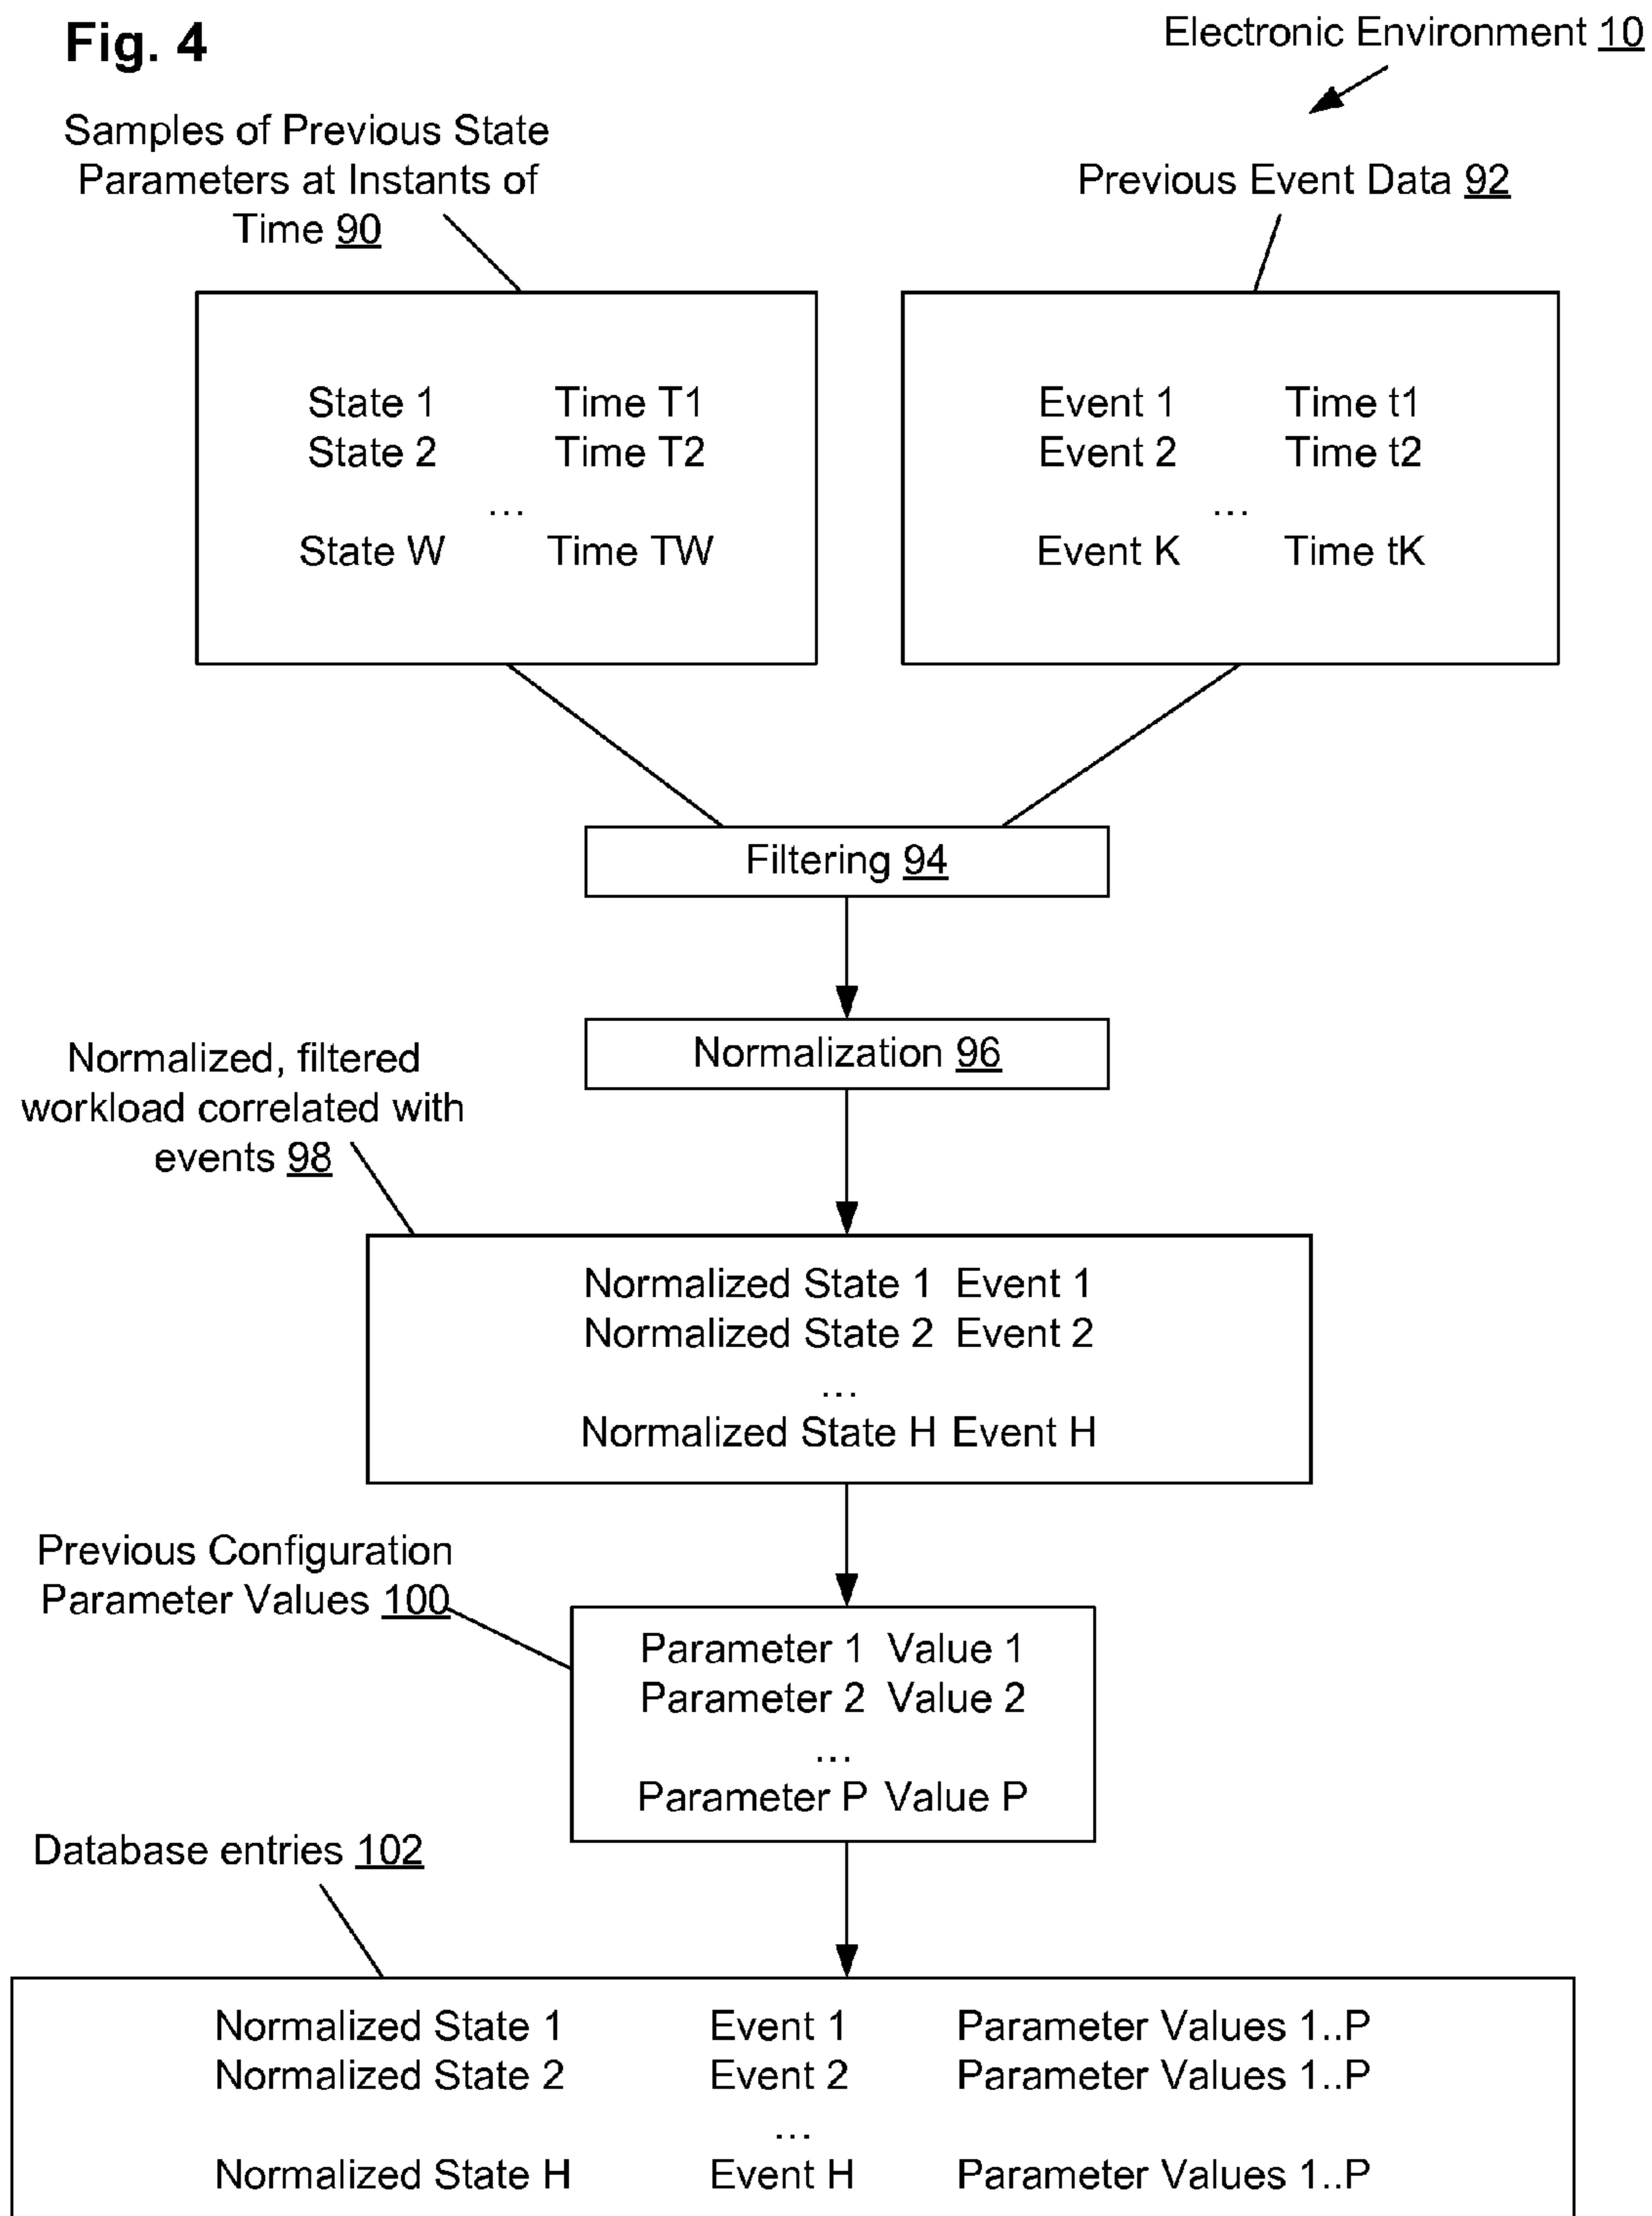 Fig. 4
Electronic Environment 10
Samples of Previous State
Parameters at Instants of
Time 90
Previous Event Data 92
State 1 Time T1
State 2 Time T2
...
State W Time TW
Event 1 Time t1
Event 2 Time t2
...
Event K Time tK
Filtering 94
Normalization 96
Normalized, filtered
workload correlated with
events 98
Normalized State 1 Event 1
Normalized State 2 Event 2
...
Normalized State H Event H
Previous Configuration
Parameter Values 100
Parameter 1 Value 1
Parameter 2 Value 2
...
Parameter P Value P
Database entries 102
Normalized State 1 Event 1 Parameter Values 1..P
Normalized State 2 Event 2 Parameter Values 1..P
...
Normalized State H Event H Parameter Values 1..P